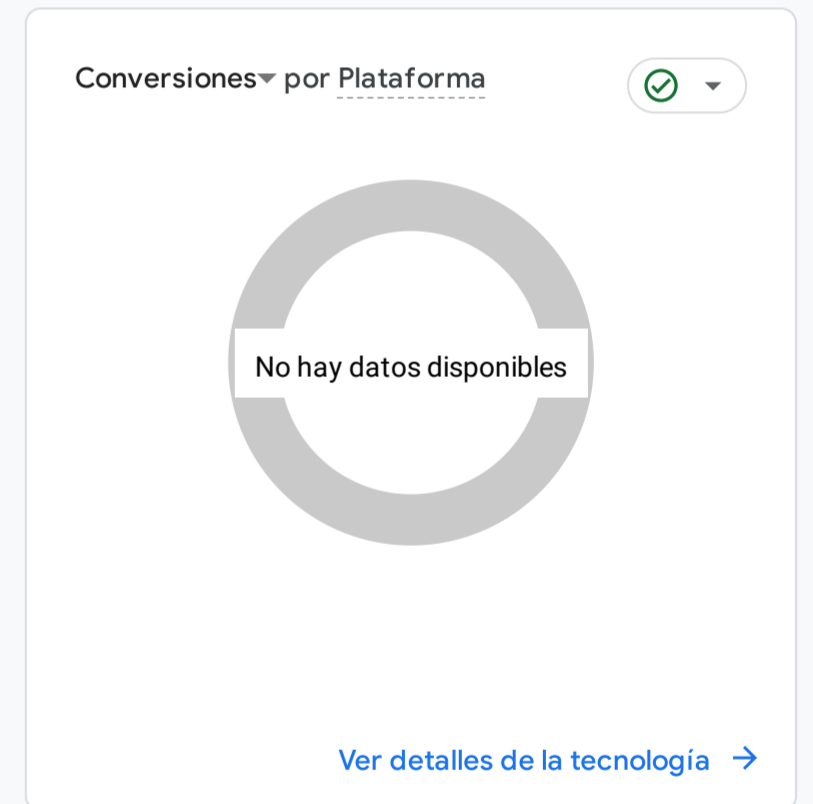 Conversiones por Plataforma
No hay datos disponibles
Ver detalles de la tecnología